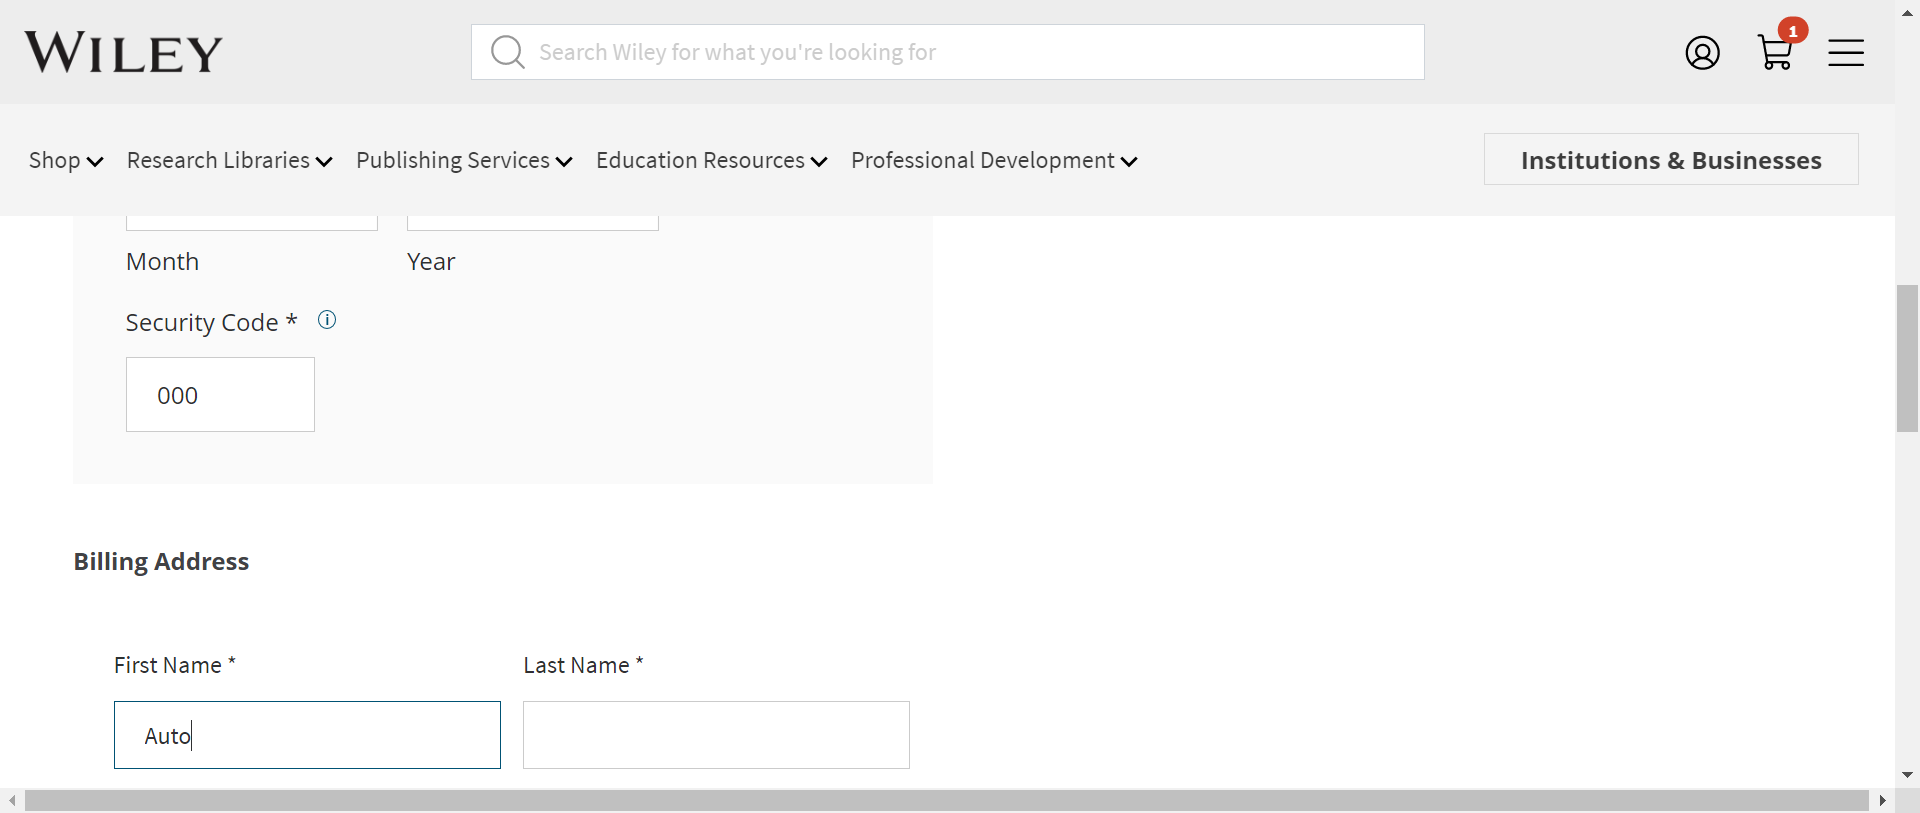 WILEY
Search Wiley for what you're looking for
1
Shop
Research Libraries
Publishing Services
Education Resources
Professional Development
Institutions & Businesses
Month
Year
Security Code *
000
Billing Address
First Name *
Last Name *
Auto